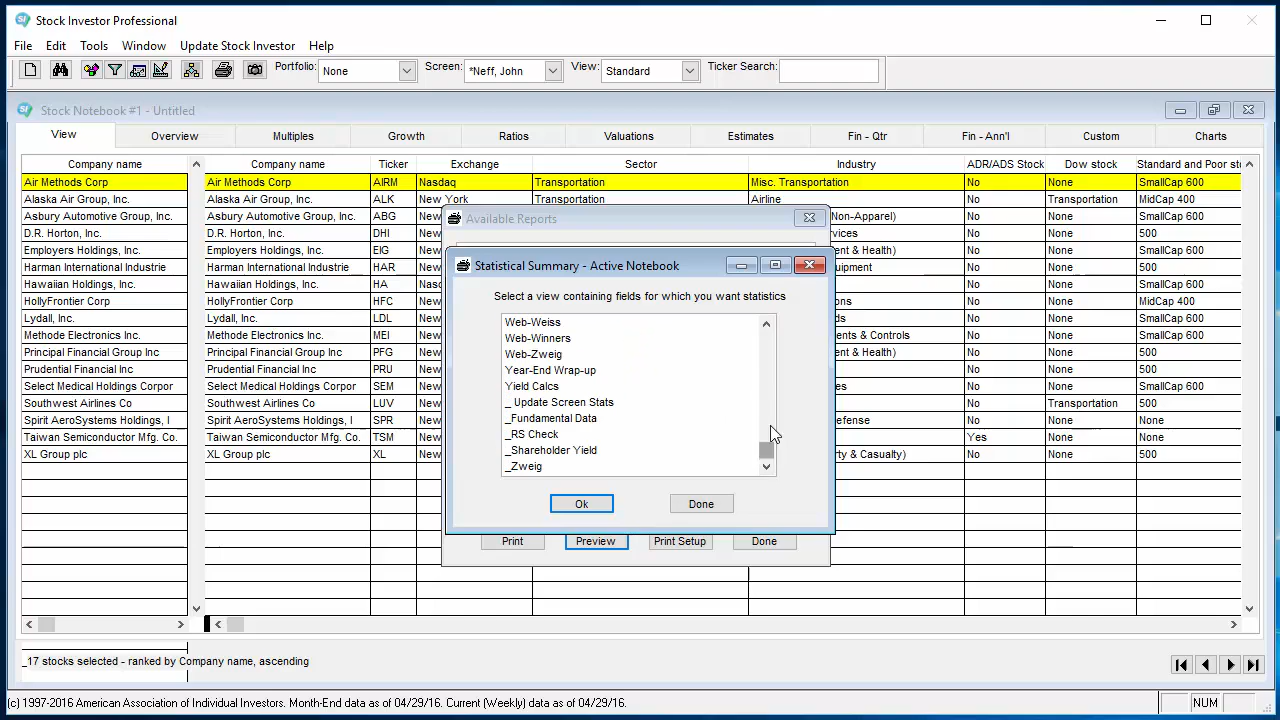 Stock Investor Professional
File Edit Tools Window Update Stock Investor Help
Portfolio: None Screen: *Neff, John View: Standard Ticker Search:
Stock Notebook #1 - Untitled
View Overview Multiples Growth Ratios Valuations Estimates Fin - Qtr Fin - Ann'l Custom Charts
Company name Company name Ticker Exchange Sector Industry ADR/ADS Stock Dow stock Standard and Poor st
Air Methods Corp Air Methods Corp AIRM Nasdaq Transportation Misc. Transportation No None SmallCap 600
Alaska Air Group, Inc. Alaska Air Group, Inc. ALK New York Transportation Airline No Transportation MidCap 400
Asbury Automotive Group, Inc. Asbury Automotive Group, Inc. ABG New Non-Apparel) No None SmallCap 600
D.R. Horton, Inc. D.R. Horton, Inc. DHI New rvices No None 500
Employers Holdings, Inc. Employers Holdings, Inc. EIG New ent & Health) No None SmallCap 600
Harman International Industrie Harman International Industrie HAR New quipment No None 500
Hawaiian Holdings, Inc. Hawaiian Holdings, Inc. HA Nasd No None SmallCap 600
HollyFrontier Corp HollyFrontier Corp HFC New ons No None MidCap 400
Lydall, Inc. Lydall, Inc. LDL New ds No None SmallCap 600
Methode Electronics Inc. Methode Electronics Inc. MEI New ents & Controls No None SmallCap 600
Principal Financial Group Inc Principal Financial Group Inc PFG New ent & Health) No None 500
Prudential Financial Inc Prudential Financial Inc PRU New No None 500
Select Medical Holdings Corpor Select Medical Holdings Corpor SEM New es No None SmallCap 600
Southwest Airlines Co Southwest Airlines Co LUV New No Transportation 500
Spirit AeroSystems Holdings, I Spirit AeroSystems Holdings, I SPR New efense No None None
Taiwan Semiconductor Mfg. Co. Taiwan Semiconductor Mfg. Co. TSM New Yes None None
XL Group plc XL Group plc XL New y & Casualty) No None 500
Available Reports
Statistical Summary - Active Notebook
Select a view containing fields for which you want statistics
Web-Weiss
Web-Winners
Web-Zweig
Year-End Wrap-up
Yield Calcs
_ Update Screen Stats
_Fundamental Data
_RS Check
_Shareholder Yield
_Zweig
Ok Done
Print Preview Print Setup Done
_17 stocks selected - ranked by Company name, ascending
(c) 1997-2016 American Association of Individual Investors. Month-End data as of 04/29/16. Current (Weekly) data as of 04/29/16. NUM